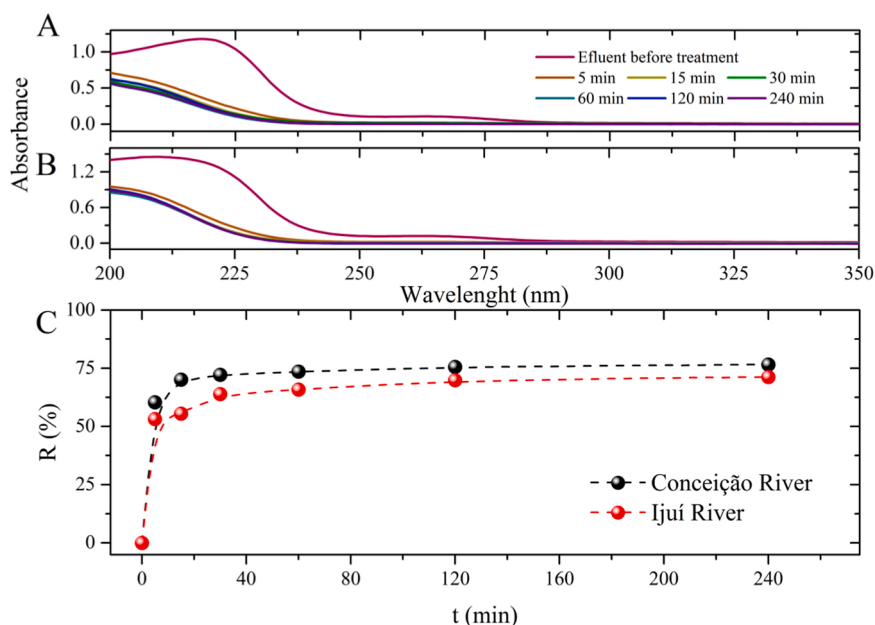 A
1.0
0.5
0.0
Efluent before treatment
5 min 15 min 30 min
60 min 120 min 240 min
Absorbance
B
1.2
0.6
0.0
200 225 250 275 300 325 350
Wavelenght (nm)
C
100
75
50
25
0
R (%)
Conceição River
Ijuí River
0 40 80 120 160 200 240
t (min)